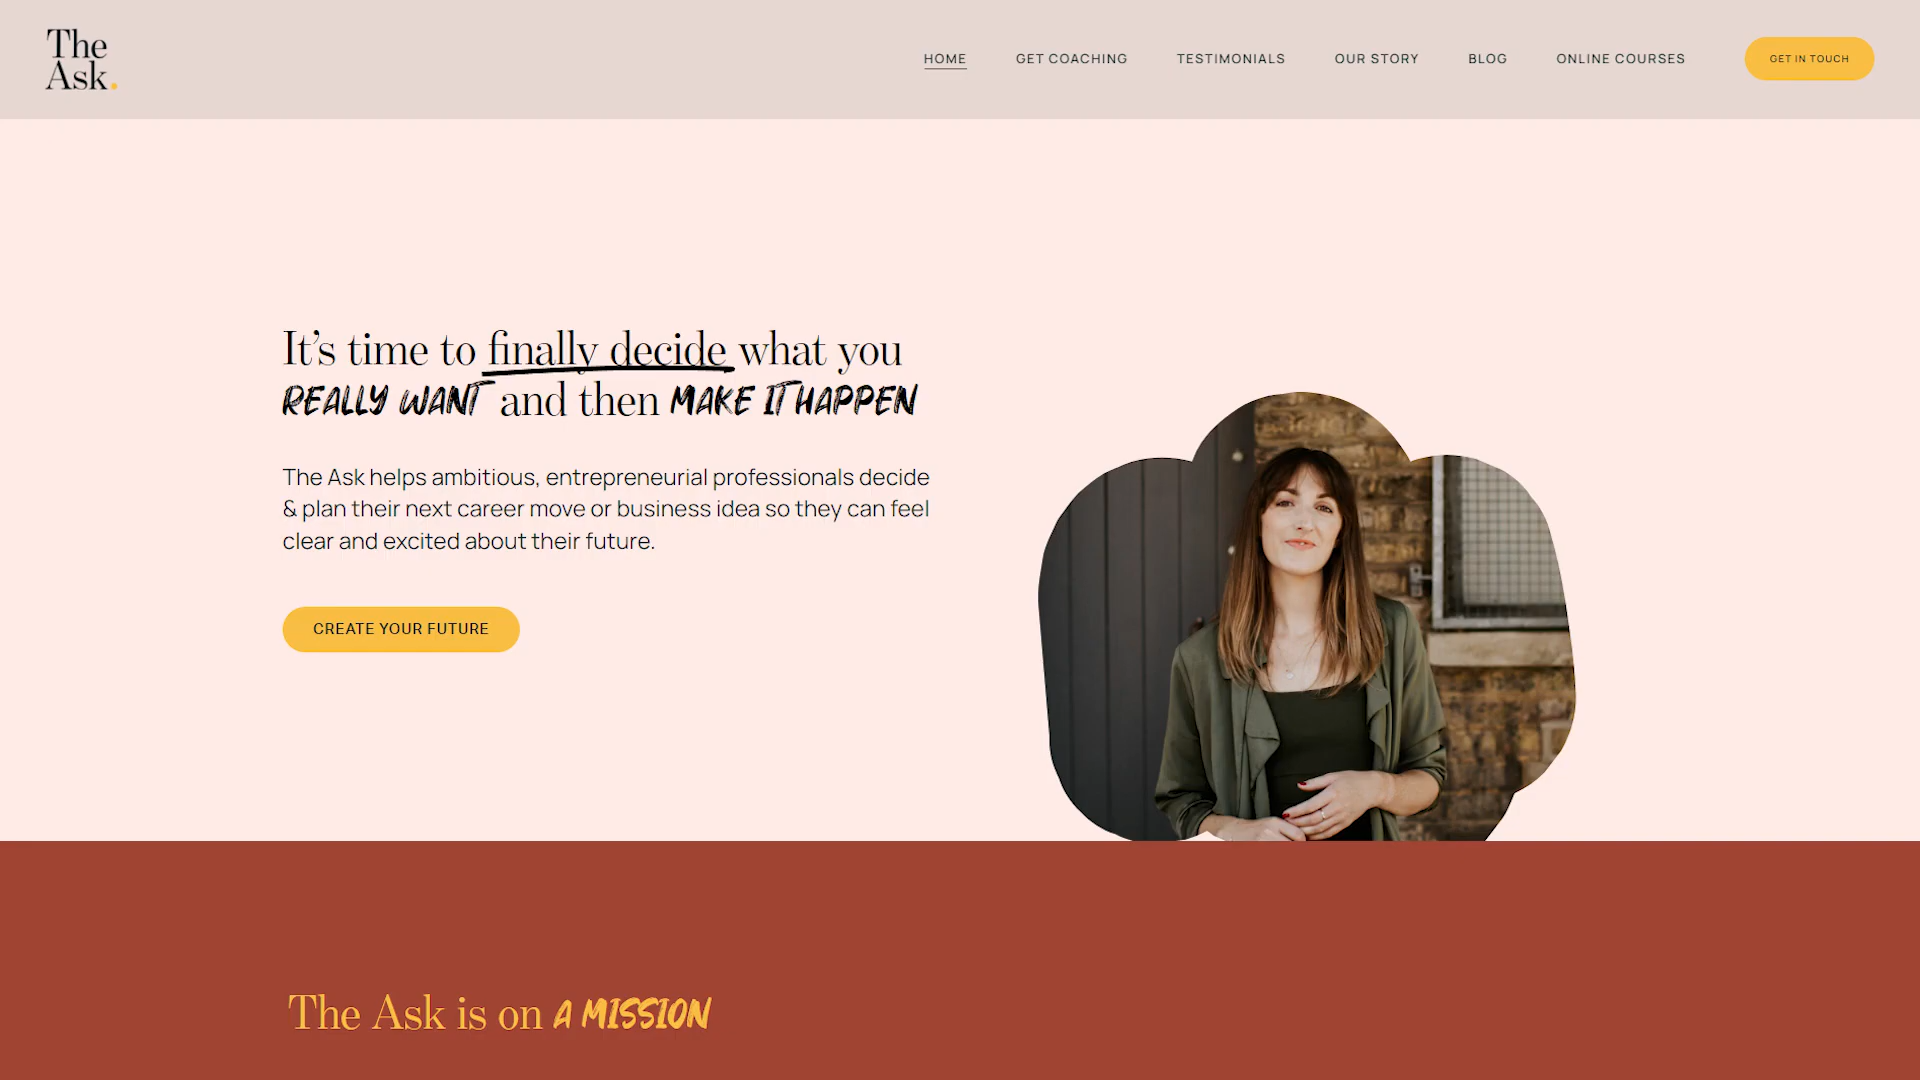 The
Ask.
HOME
GET COACHING
TESTIMONIALS
OUR STORY
BLOG
ONLINE COURSES
GET IN TOUCH
It’s time to finally decide what you
REALLY WANT and then MAKE IT HAPPEN
The Ask helps ambitious, entrepreneurial professionals decide
& plan their next career move or business idea so they can feel
clear and excited about their future.
CREATE YOUR FUTURE
The Ask is on A MISSION